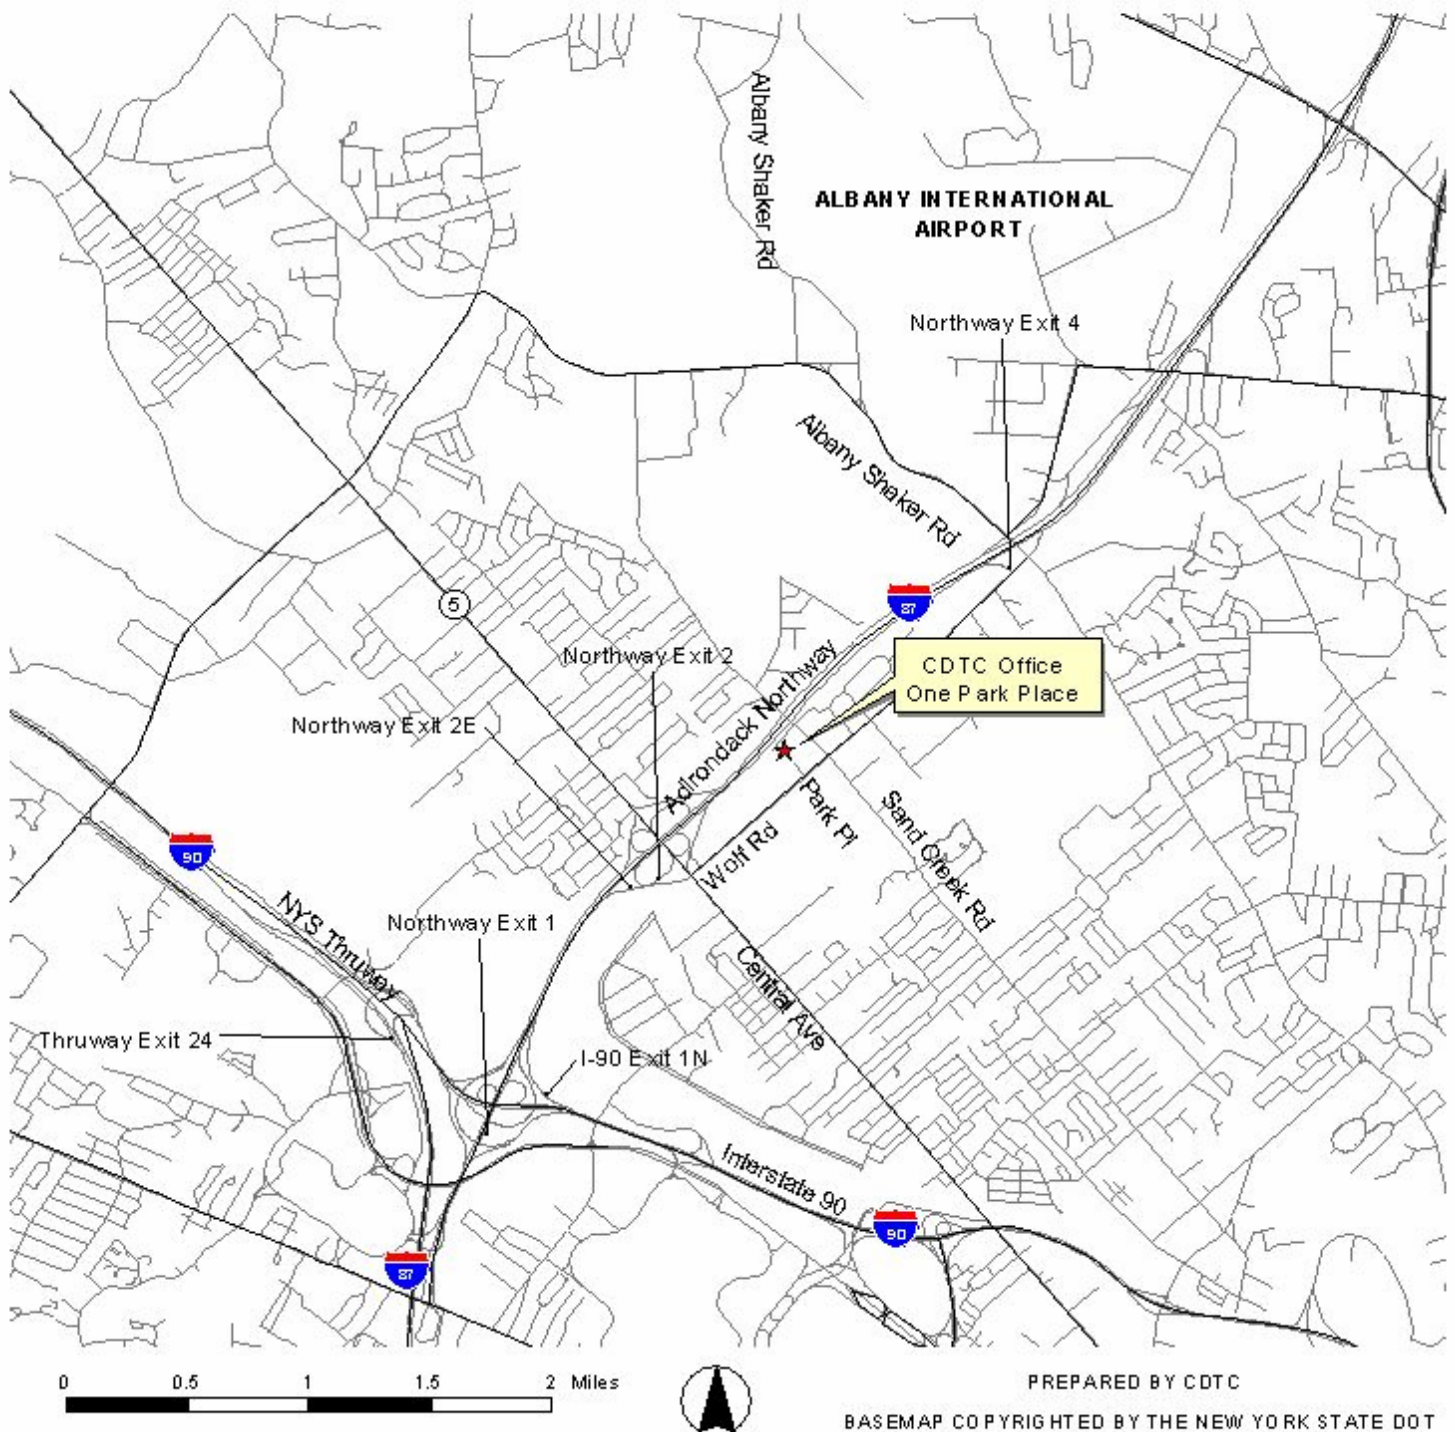 Albany Shaker Rd
ALBANY INTERNATIONAL
AIRPORT
Northway Exit 4
Albany Shaker Rd
87
5
Northway Exit 2
CDTC Office
One Park Place
Northway Exit 2E
Adirondack Northway
Park Pl
Sand Creek Rd
Wolf Rd
90
NYS Thruway
Northway Exit 1
Central Ave
Thruway Exit 24
I-90 Exit 1N
Interstate 90
90
87
0 0.5 1 1.5 2 Miles
PREPARED BY CDTC
BASEMAP COPYRIGHTED BY THE NEW YORK STATE DOT